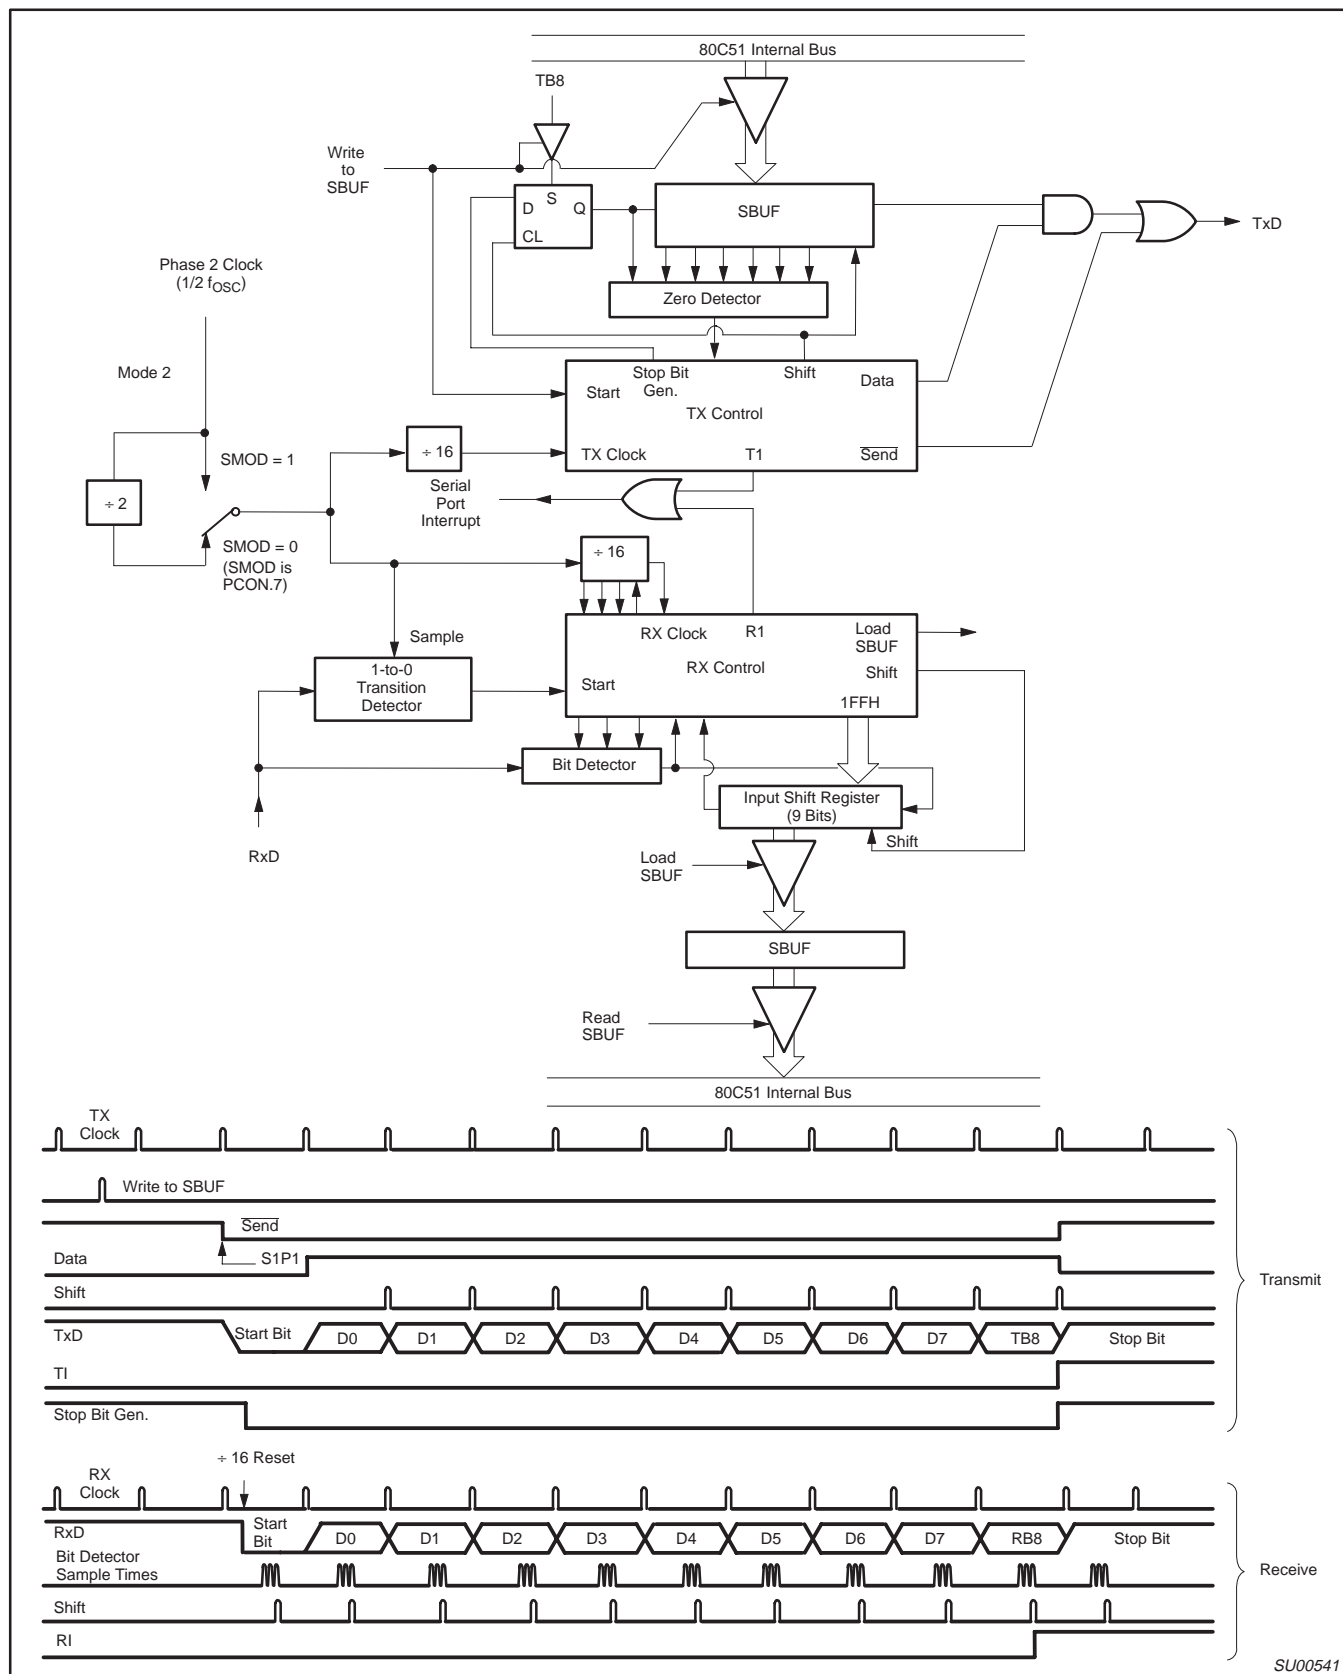 80C51 Internal Bus
TB8
Write
to
SBUF
D
S
Q
CL
SBUF
TxD
Phase 2 Clock
(1/2 fOSC)
Zero Detector
Mode 2
Stop Bit
Gen.
Shift
Data
Start
TX Control
SMOD = 1
÷ 16
TX Clock
T1
Send
÷ 2
Serial
Port
Interrupt
SMOD = 0
(SMOD is
PCON.7)
÷ 16
Sample
RX Clock
R1
Load
SBUF
RX Control
Shift
1-to-0
Transition
Detector
Start
1FFH
Bit Detector
Input Shift Register
(9 Bits)
Shift
RxD
Load
SBUF
SBUF
Read
SBUF
80C51 Internal Bus
TX
Clock
Write to SBUF
Send
Data
S1P1
Shift
Transmit
TxD
Start Bit
D0
D1
D2
D3
D4
D5
D6
D7
TB8
Stop Bit
TI
Stop Bit Gen.
÷ 16 Reset
RX
Clock
RxD
Start
Bit
D0
D1
D2
D3
D4
D5
D6
D7
RB8
Stop Bit
Bit Detector
Sample Times
Receive
Shift
RI
SU00541